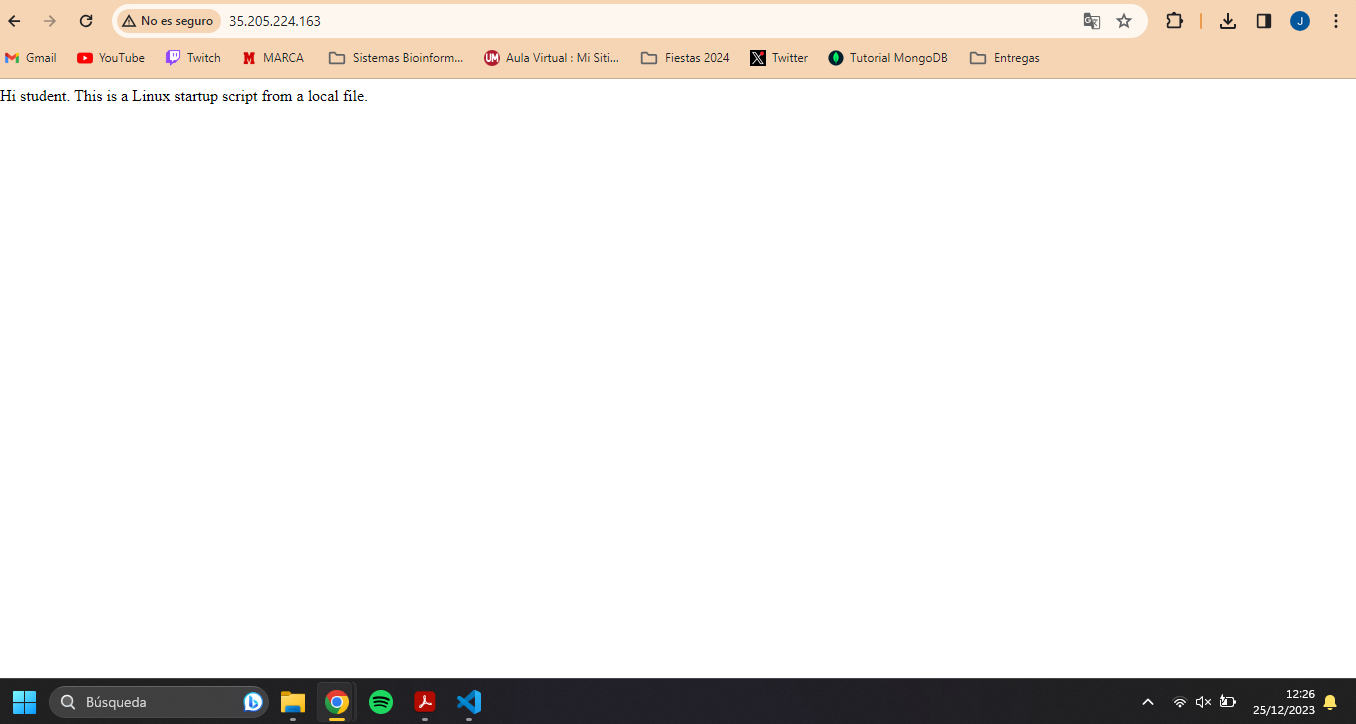 No es seguro 35.205.224.163 J
Gmail YouTube Twitch MARCA Sistemas Bioinform... UM Aula Virtual : Mi Siti... Fiestas 2024 Twitter Tutorial MongoDB Entregas
Hi student. This is a Linux startup script from a local file.
Búsqueda
12:26
25/12/2023